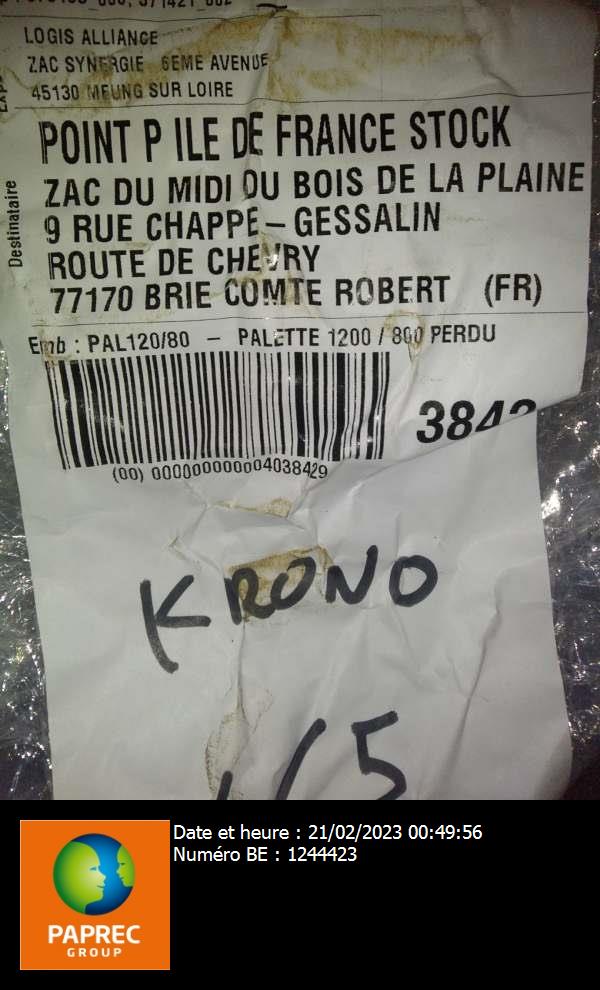 LOGIS ALLIANCE
ZAC SYNERGIE 6EME AVENUE
45130 MEUNG SUR LOIRE
Destinataire
POINT P ILE DE FRANCE STOCK
ZAC DU MIDI OU BOIS DE LA PLAINE
9 RUE CHAPPE – GESSALIN
ROUTE DE CHEVRY
77170 BRIE COMTE ROBERT (FR)
Emb : PAL120/80 – PALETTE 1200 / 800 PERDU
3842
(00) 000000000004038429
KRONO
/5
Date et heure : 21/02/2023 00:49:56
Numéro BE : 1244423
PAPREC
GROUP